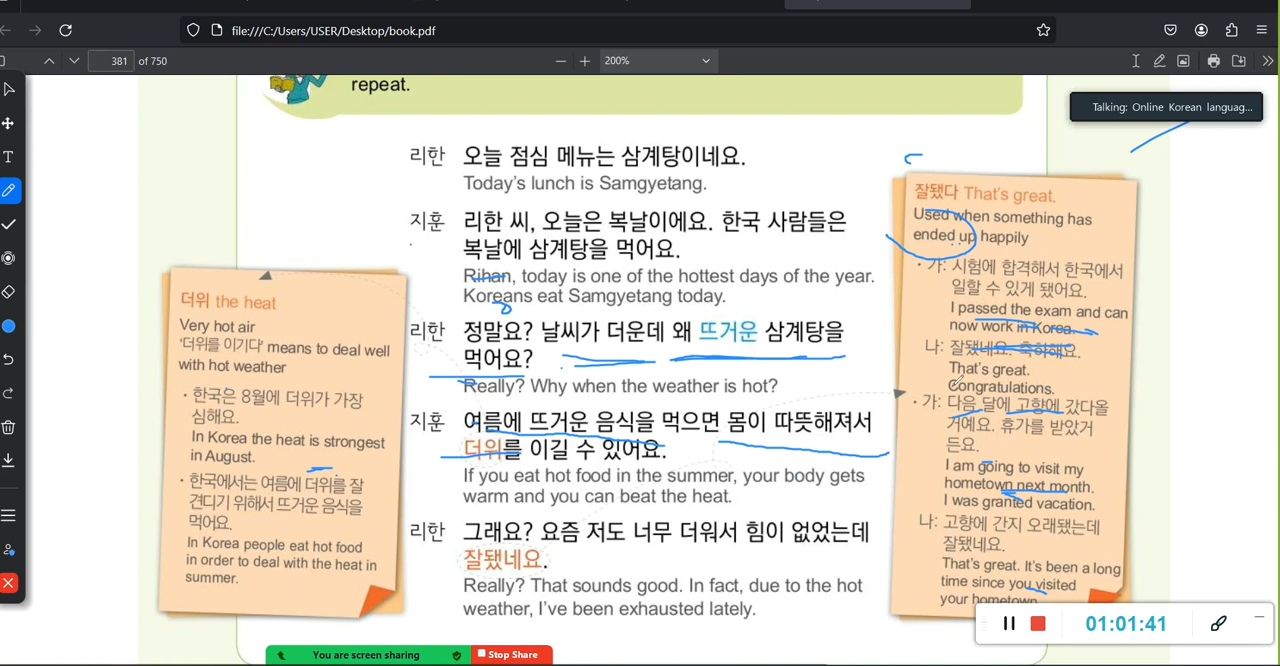 file:///C:/Users/USER/Desktop/book.pdf
381 of 750
200%
Talking: Online Korean languag...
repeat.
리한 오늘 점심 메뉴는 삼계탕이네요.
Today's lunch is Samgyetang.
지훈 리한 씨, 오늘은 복날이에요. 한국 사람들은
복날에 삼계탕을 먹어요.
Rihan, today is one of the hottest days of the year.
Koreans eat Samgyetang today.
리한 정말요? 날씨가 더운데 왜 뜨거운 삼계탕을
먹어요?
Really? Why when the weather is hot?
지훈 여름에 뜨거운 음식을 먹으면 몸이 따뜻해져서
더위를 이길 수 있어요.
If you eat hot food in the summer, your body gets
warm and you can beat the heat.
리한 그래요? 요즘 저도 너무 더워서 힘이 없었는데
잘됐네요.
Really? That sounds good. In fact, due to the hot
weather, I've been exhausted lately.
더위 the heat
Very hot air
'더위를 이기다' means to deal well
with hot weather
· 한국은 8월에 더위가 가장
심해요.
In Korea the heat is strongest
in August.
· 한국에서는 여름에 더위를 잘
견디기 위해서 뜨거운 음식을
먹어요.
In Korea people eat hot food
in order to deal with the heat in
summer.
잘됐다 That's great.
Used when something has
ended up happily
· 가: 시험에 합격해서 한국에서
일할 수 있게 됐어요.
I passed the exam and can
now work in Korea.
나: 잘됐네요. 축하해요.
That's great.
Congratulations.
· 가: 다음 달에 고향에 갔다올
거예요. 휴가를 받았거
든요.
I am going to visit my
hometown next month.
I was granted vacation.
나: 고향에 간지 오래됐는데
잘됐네요.
That's great. It's been a long
time since you visited
your hometown.
01:01:41
You are screen sharing
Stop Share